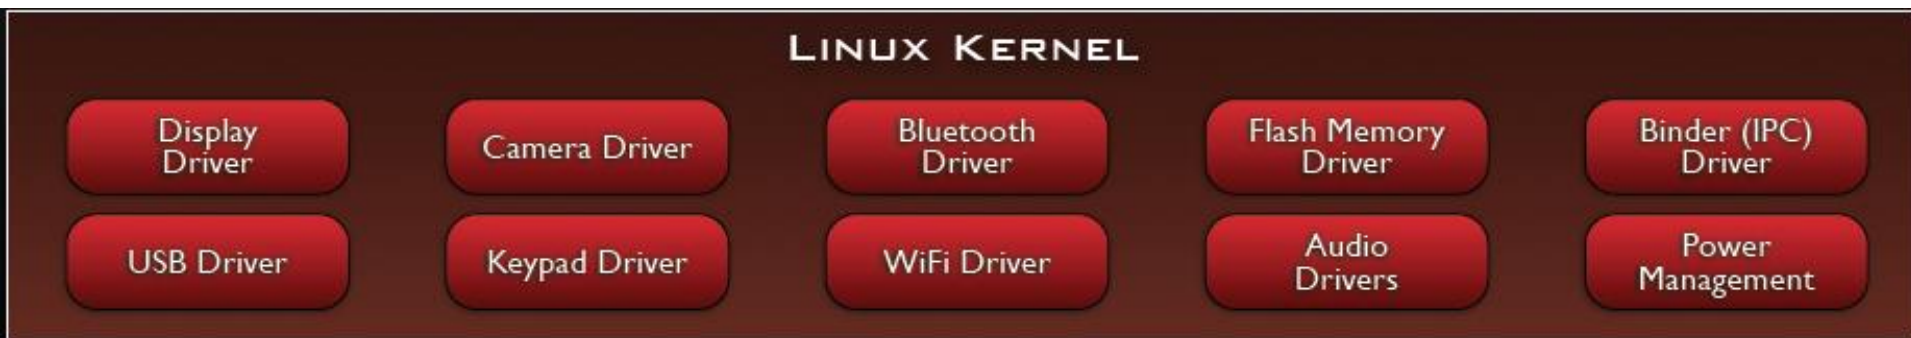 LINUX KERNEL
Display
Driver
Camera Driver
Bluetooth
Driver
Flash Memory
Driver
Binder (IPC)
Driver
USB Driver
Keypad Driver
WiFi Driver
Audio
Drivers
Power
Management